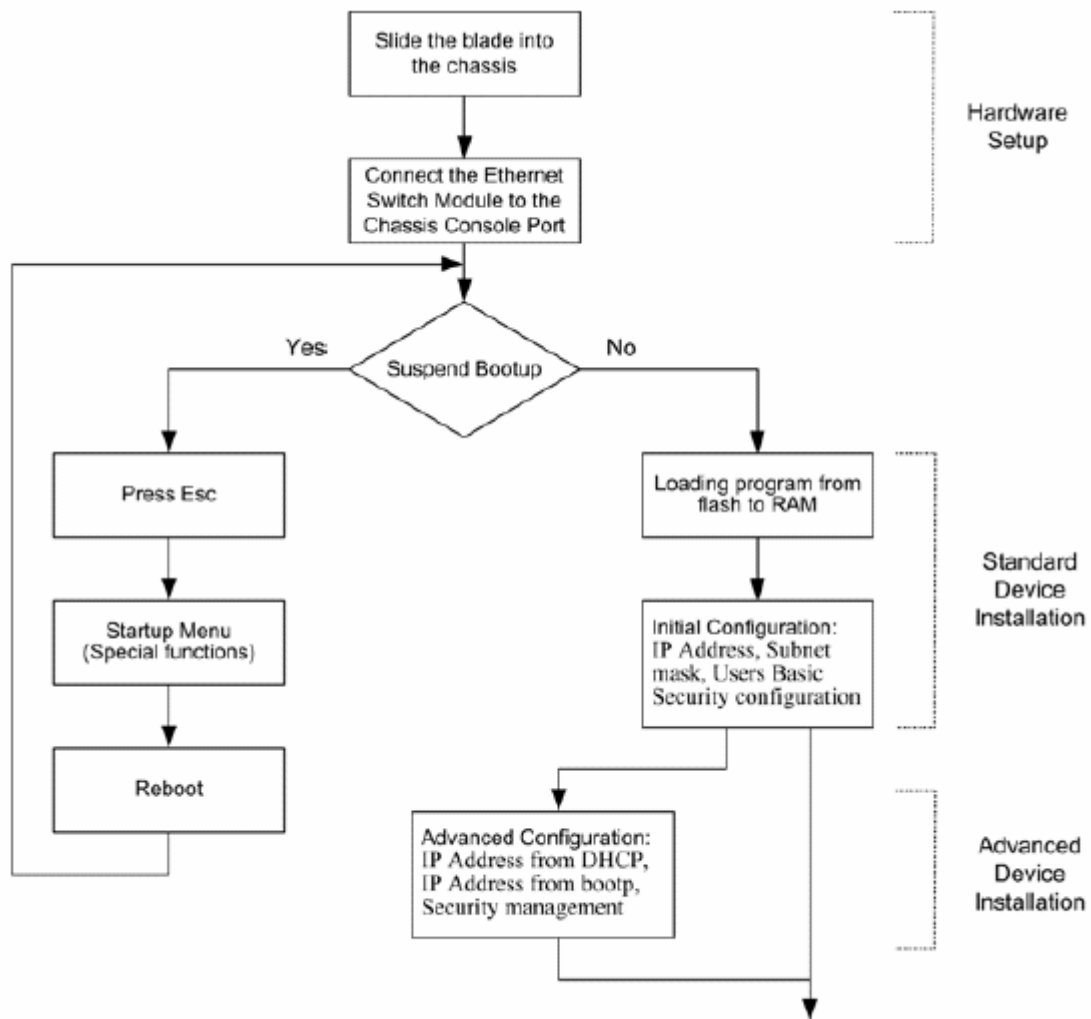 Slide the blade into
the chassis
Hardware
Setup
Connect the Ethernet
Switch Module to the
Chassis Console Port
Yes
No
Suspend Bootup
Press Esc
Loading program from
flash to RAM
Standard
Device
Installation
Startup Menu
(Special functions)
Initial Configuration:
IP Address, Subnet
mask, Users Basic
Security configuration
Reboot
Advanced Configuration:
IP Address from DHCP,
IP Address from bootp,
Security management
Advanced
Device
Installation